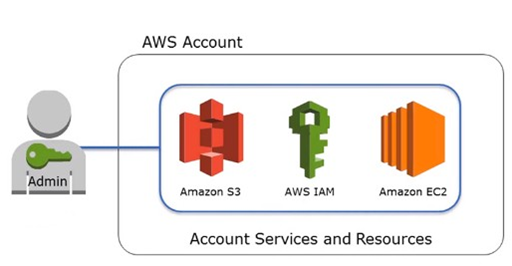 AWS Account
Admin
Amazon S3
AWS IAM
Amazon EC2
Account Services and Resources